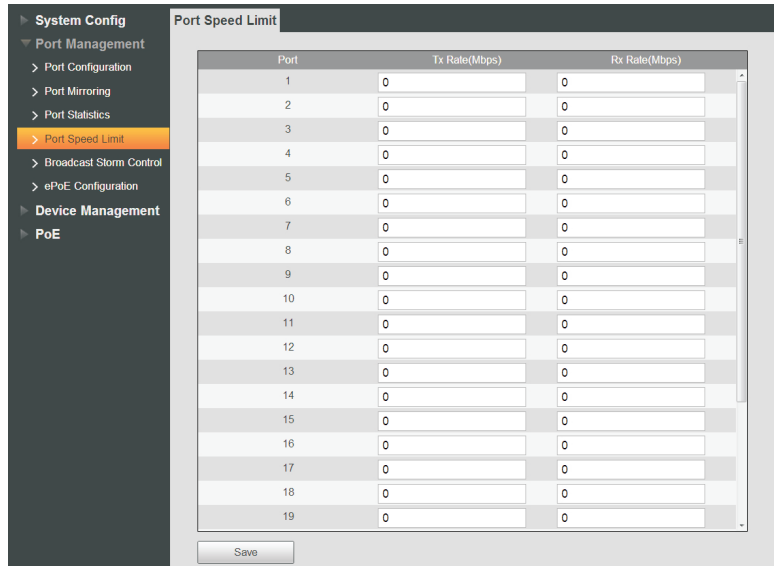 System Config
Port Management
Port Configuration
Port Mirroring
Port Statistics
Port Speed Limit
Broadcast Storm Control
ePoE Configuration
Device Management
PoE
Port Speed Limit
Port Tx Rate(Mbps) Rx Rate(Mbps)
1 0 0
2 0 0
3 0 0
4 0 0
5 0 0
6 0 0
7 0 0
8 0 0
9 0 0
10 0 0
11 0 0
12 0 0
13 0 0
14 0 0
15 0 0
16 0 0
17 0 0
18 0 0
19 0 0
Save